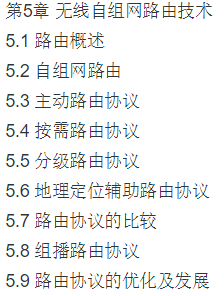 第5章 无线自组网路由技术
5.1 路由概述
5.2 自组网路由
5.3 主动路由协议
5.4 按需路由协议
5.5 分级路由协议
5.6 地理定位辅助路由协议
5.7 路由协议的比较
5.8 组播路由协议
5.9 路由协议的优化及发展